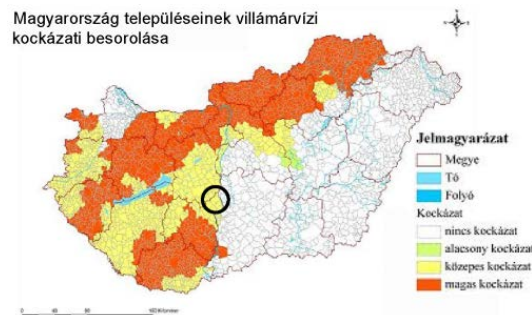 Magyarország településeinek villámárvízi
kockázati besorolása
Jelmagyarázat
Megye
Tó
Folyó
Kockázat
nincs kockázat
alacsony kockázat
közepes kockázat
magas kockázat